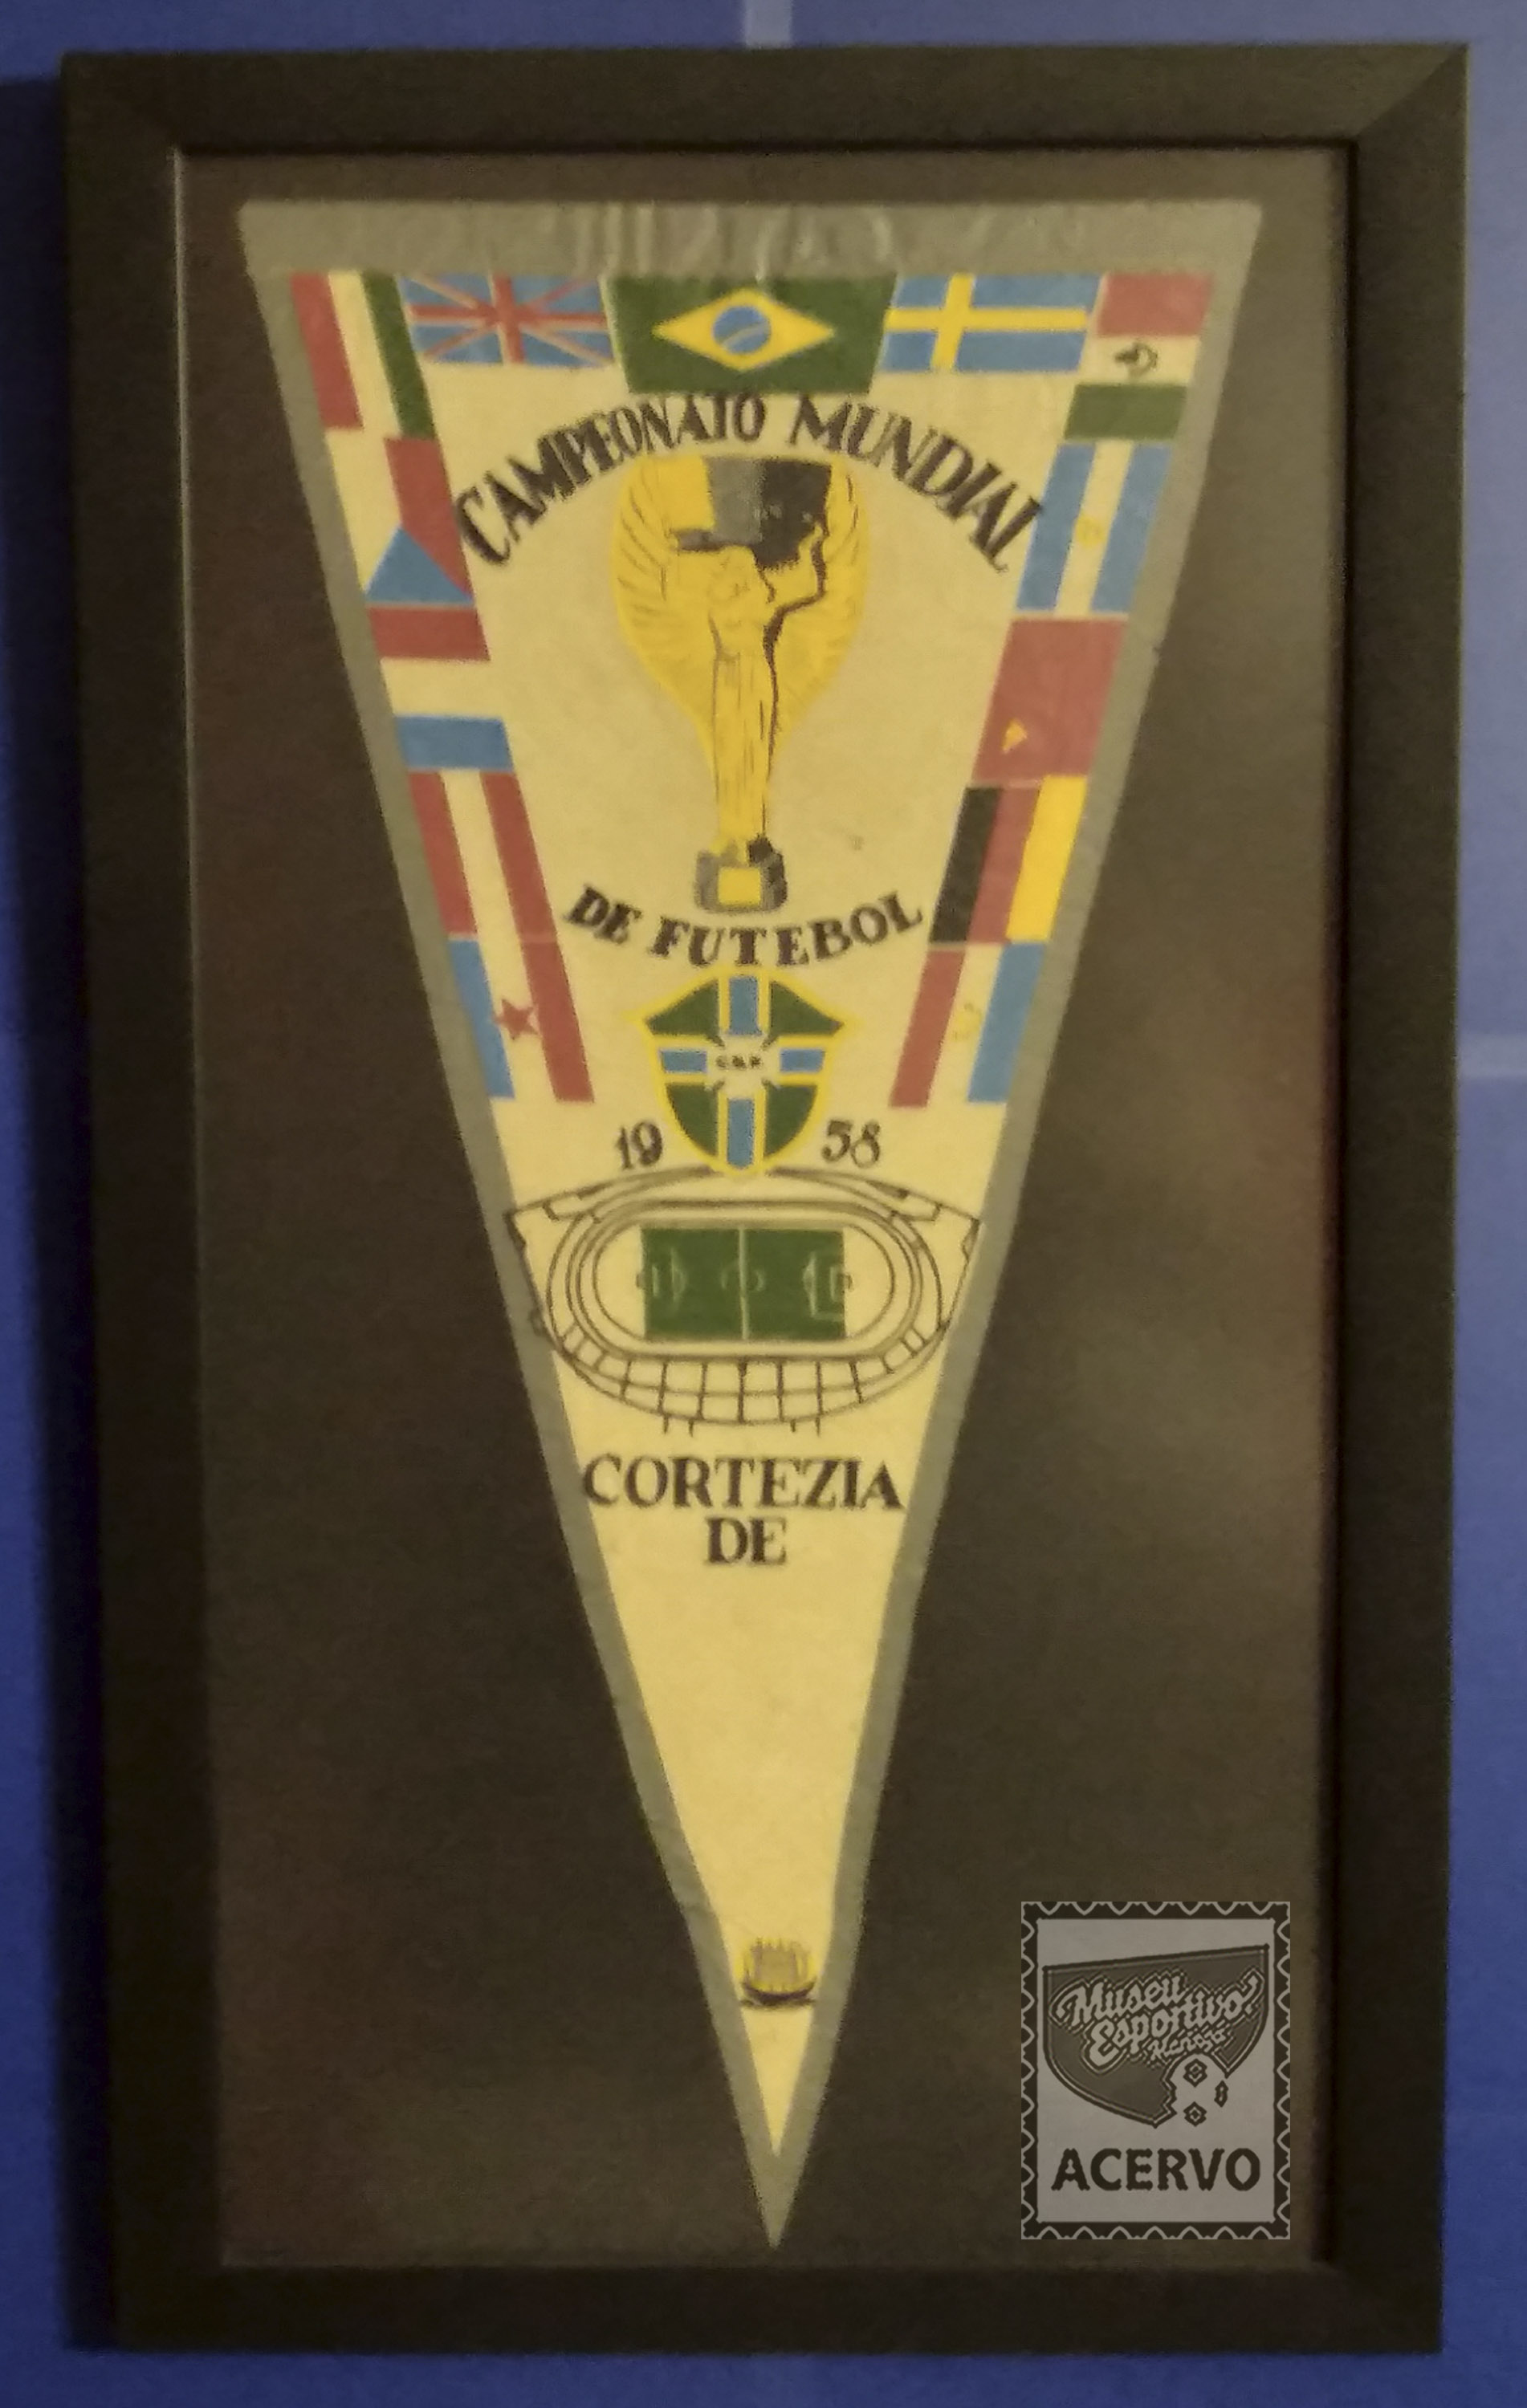 CAMPEONATO MUNDIAL
DE FUTEBOL
19 58
CORTEZIA
DE
Museu
Esportivo
ACERVO